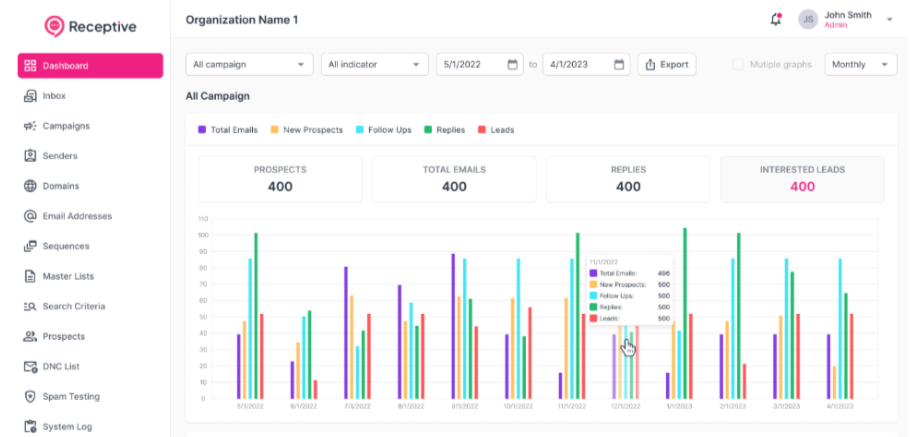 Receptive
Organization Name 1
JS
John Smith
Admin
Dashboard
Inbox
Campaigns
Senders
Domains
Email Addresses
Sequences
Master Lists
Search Criteria
Prospects
DNC List
Spam Testing
System Log
All campaign
All indicator
5/1/2022
to
4/1/2023
Export
Mutiple graphs
Monthly
All Campaign
Total Emails New Prospects Follow Ups Replies Leads
PROSPECTS
400
TOTAL EMAILS
400
REPLIES
400
INTERESTED LEADS
400
110
100
90
80
70
60
50
40
30
20
10
0
11/1/2022
Total Emails: 496
New Prospects: 500
Follow Ups: 500
Replies: 500
Leads: 500
5/1/2022 6/1/2022 7/1/2022 8/1/2022 9/1/2022 10/1/2022 11/1/2022 12/1/2022 1/1/2023 2/1/2023 3/1/2023 4/1/2023